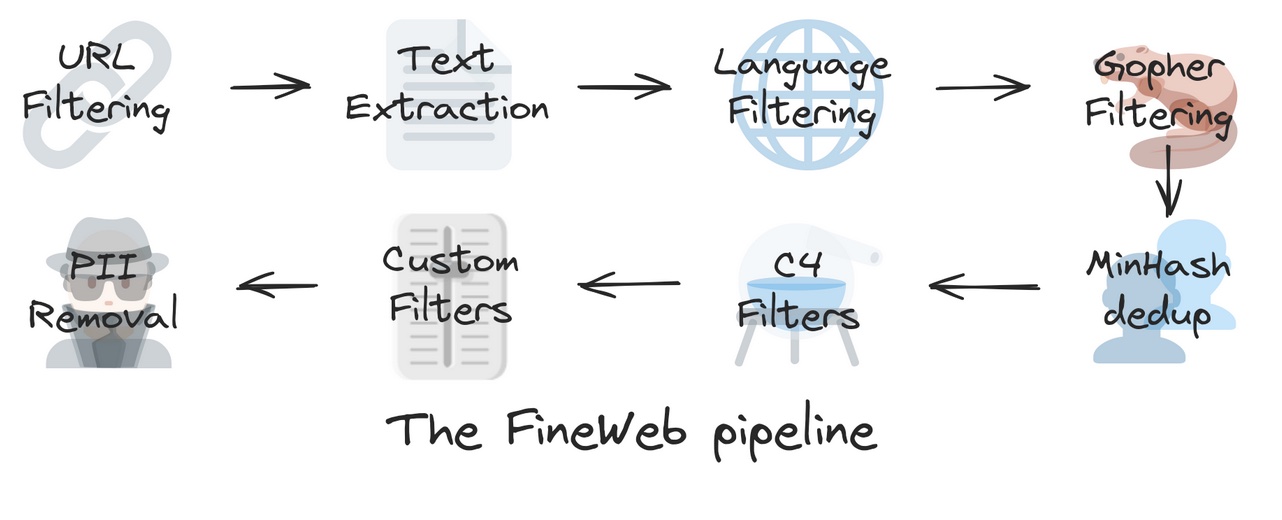 URL
Filtering
Text
Extraction
Language
Filtering
Gopher
Filtering
MinHash
dedup
C4
Filters
Custom
Filters
PII
Removal
The FineWeb pipeline